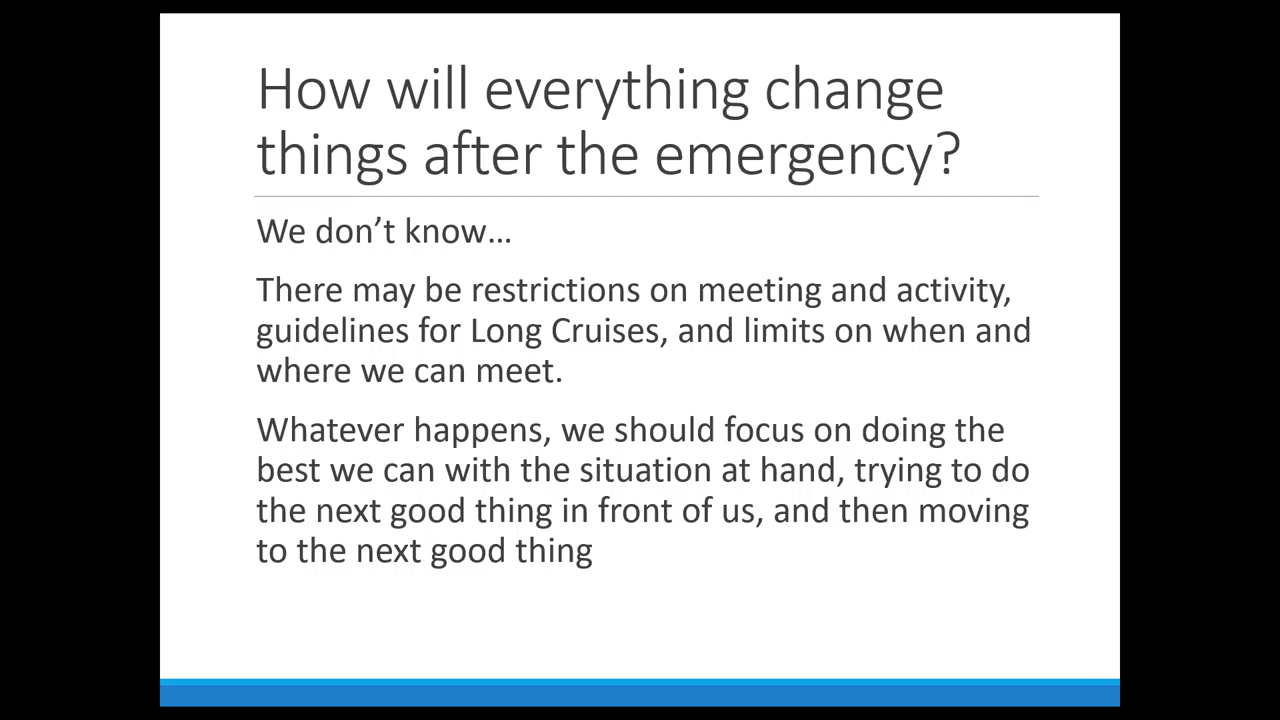 How will everything change
things after the emergency?
We don’t know…
There may be restrictions on meeting and activity,
guidelines for Long Cruises, and limits on when and
where we can meet.
Whatever happens, we should focus on doing the
best we can with the situation at hand, trying to do
the next good thing in front of us, and then moving
to the next good thing